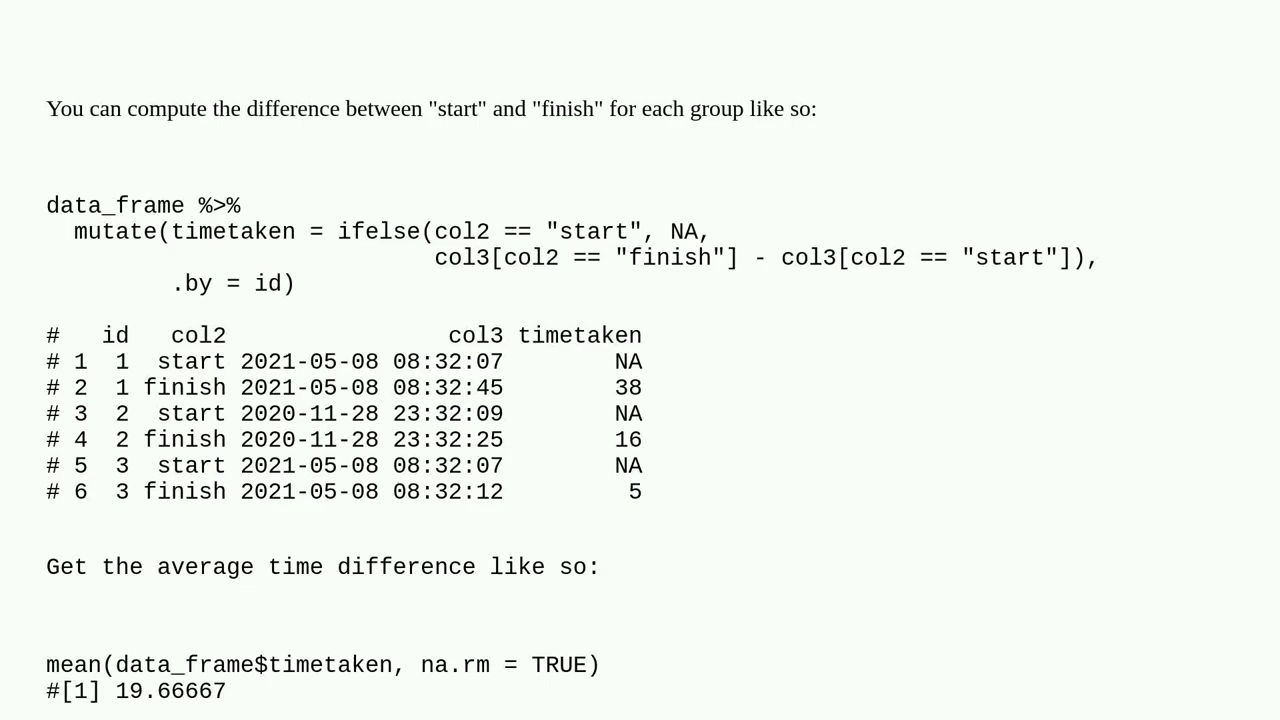 You can compute the difference between "start" and "finish" for each group like so:
data_frame %>%
  mutate(timetaken = ifelse(col2 == "start", NA,
                            col3[col2 == "finish"] - col3[col2 == "start"]),
         .by = id)
#   id   col2                col3 timetaken
# 1  1  start 2021-05-08 08:32:07        NA
# 2  1 finish 2021-05-08 08:32:45        38
# 3  2  start 2020-11-28 23:32:09        NA
# 4  2 finish 2020-11-28 23:32:25        16
# 5  3  start 2021-05-08 08:32:07        NA
# 6  3 finish 2021-05-08 08:32:12         5
Get the average time difference like so:
mean(data_frame$timetaken, na.rm = TRUE)
#[1] 19.66667